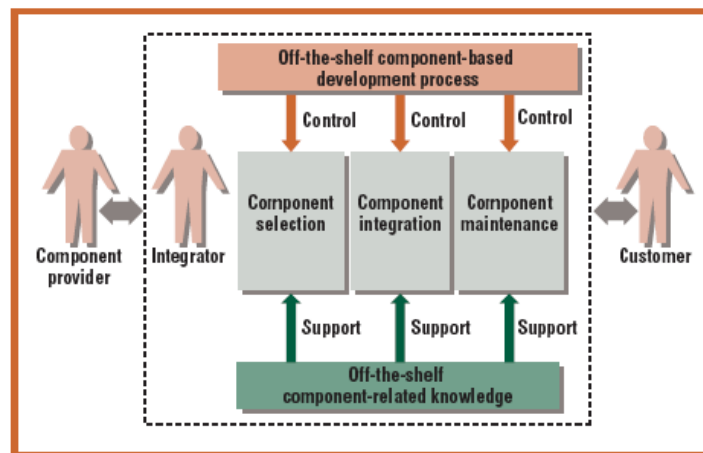 Off-the-shelf component-based
development process
Control
Control
Control
Component
selection
Component
integration
Component
maintenance
Component
provider
Integrator
Customer
Support
Support
Support
Off-the-shelf
component-related knowledge